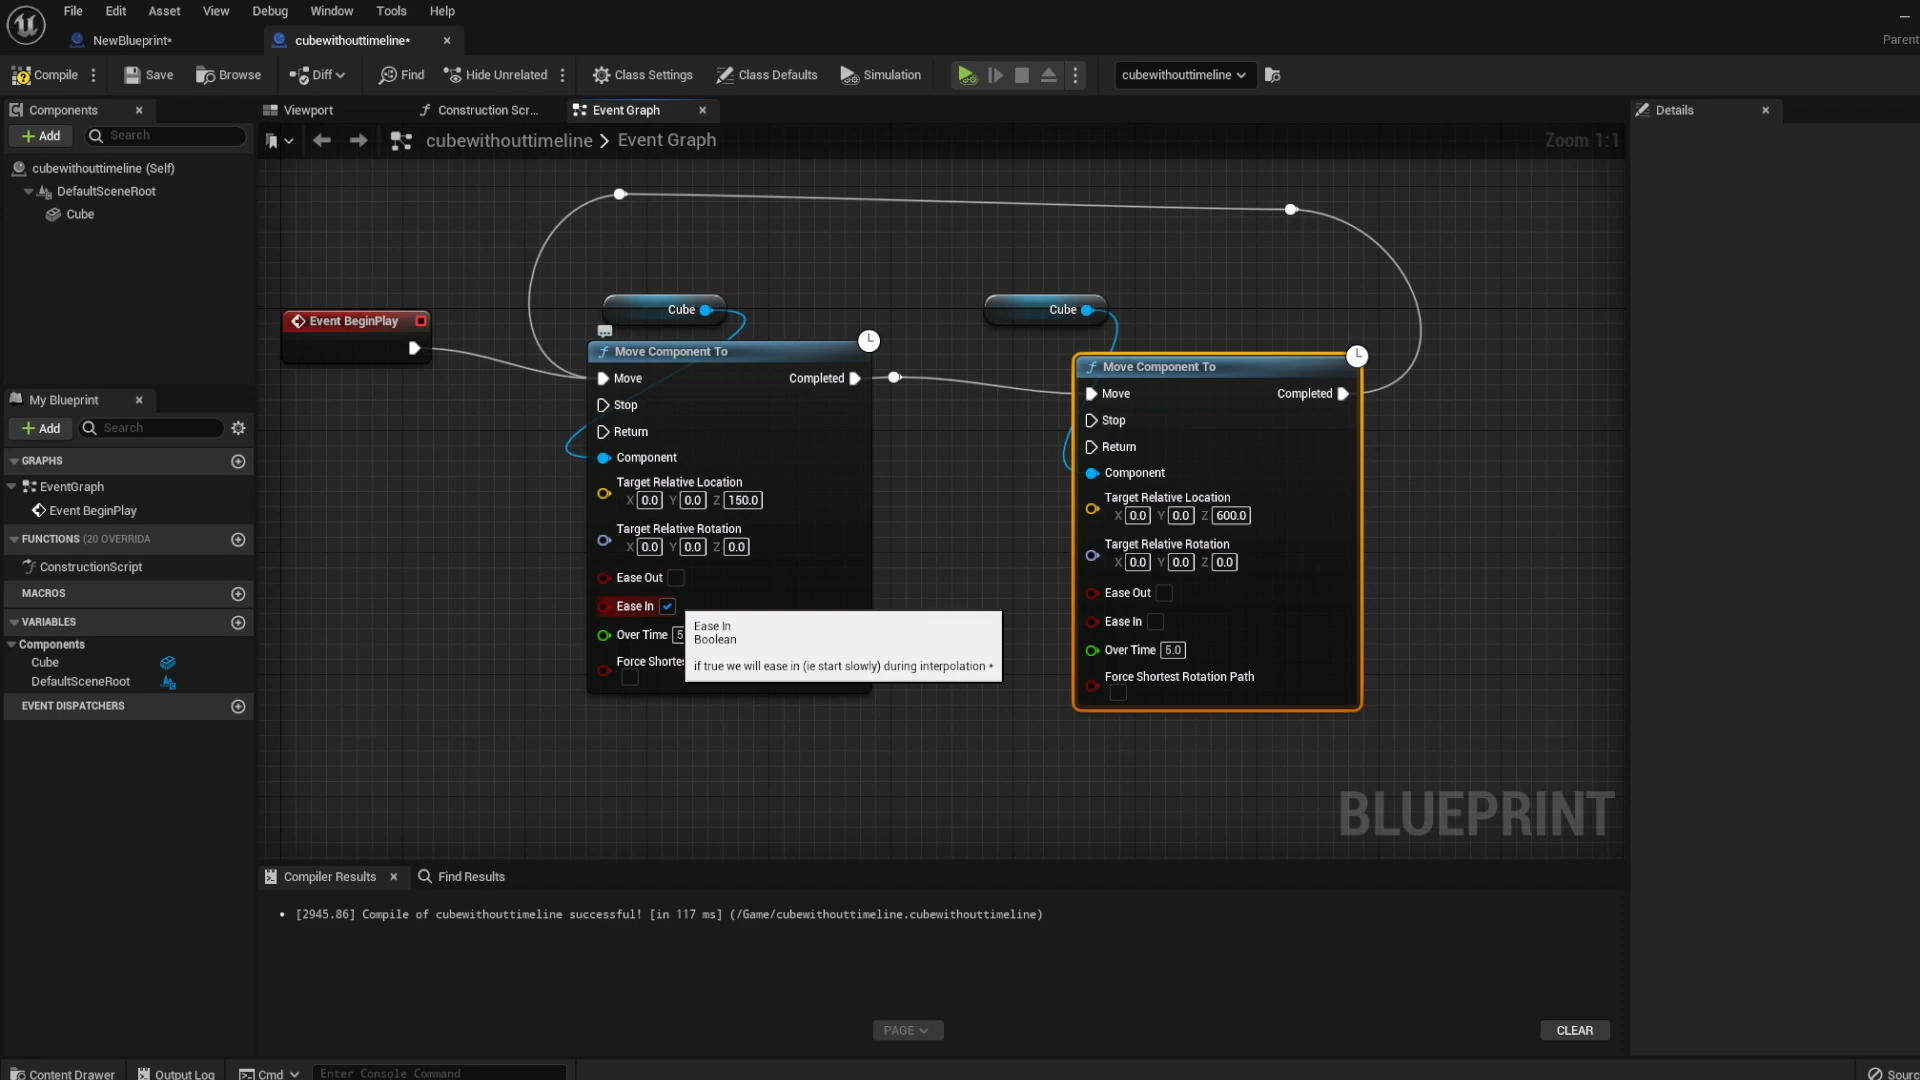 File Edit Asset View Debug Window Tools Help
NewBlueprint*
cubewithouttimeline*
Parent
Compile
Save
Browse
Diff
Find
Hide Unrelated
Class Settings
Class Defaults
Simulation
cubewithouttimeline
Components
Viewport
Construction Scr...
Event Graph
Details
Add
Search
cubewithouttimeline > Event Graph
Zoom 1:1
cubewithouttimeline (Self)
DefaultSceneRoot
Cube
Event BeginPlay
Cube
Move Component To
Move
Completed
Stop
Return
Component
Target Relative Location
X 0.0 Y 0.0 Z 150.0
Target Relative Rotation
X 0.0 Y 0.0 Z 0.0
Ease Out
Ease In
Over Time 5
Force Shortes
Ease In
Boolean
if true we will ease in (ie start slowly) during interpolation •
Cube
Move Component To
Move
Completed
Stop
Return
Component
Target Relative Location
X 0.0 Y 0.0 Z 600.0
Target Relative Rotation
X 0.0 Y 0.0 Z 0.0
Ease Out
Ease In
Over Time 5.0
Force Shortest Rotation Path
BLUEPRINT
My Blueprint
Add
Search
GRAPHS
EventGraph
Event BeginPlay
FUNCTIONS (20 OVERRIDA
ConstructionScript
MACROS
VARIABLES
Components
Cube
DefaultSceneRoot
EVENT DISPATCHERS
Compiler Results
Find Results
• [2945.86] Compile of cubewithouttimeline successful! [in 117 ms] (/Game/cubewithouttimeline.cubewithouttimeline)
PAGE
CLEAR
Content Drawer
Output Log
Cmd
Enter Console Command
Sourc